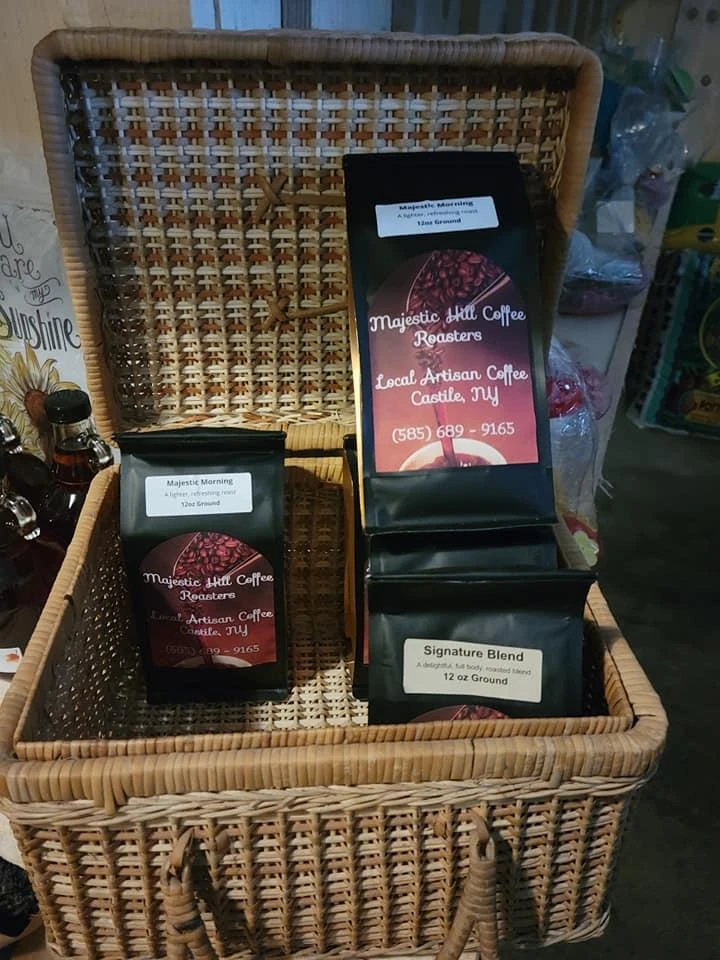 U
are
my
Sunshine
Majestic Morning
A lighter, refreshing roast
12oz Ground
Majestic Hill Coffee
Roasters
Local Artisan Coffee
Castile, NY
(585) 689 - 9165
Majestic Morning
A lighter, refreshing roast
12oz Ground
Majestic Hill Coffee
Roasters
Local Artisan Coffee
Castile, NY
(585) 689 - 9165
Signature Blend
A delightful, full body, roasted blend
12 oz Ground